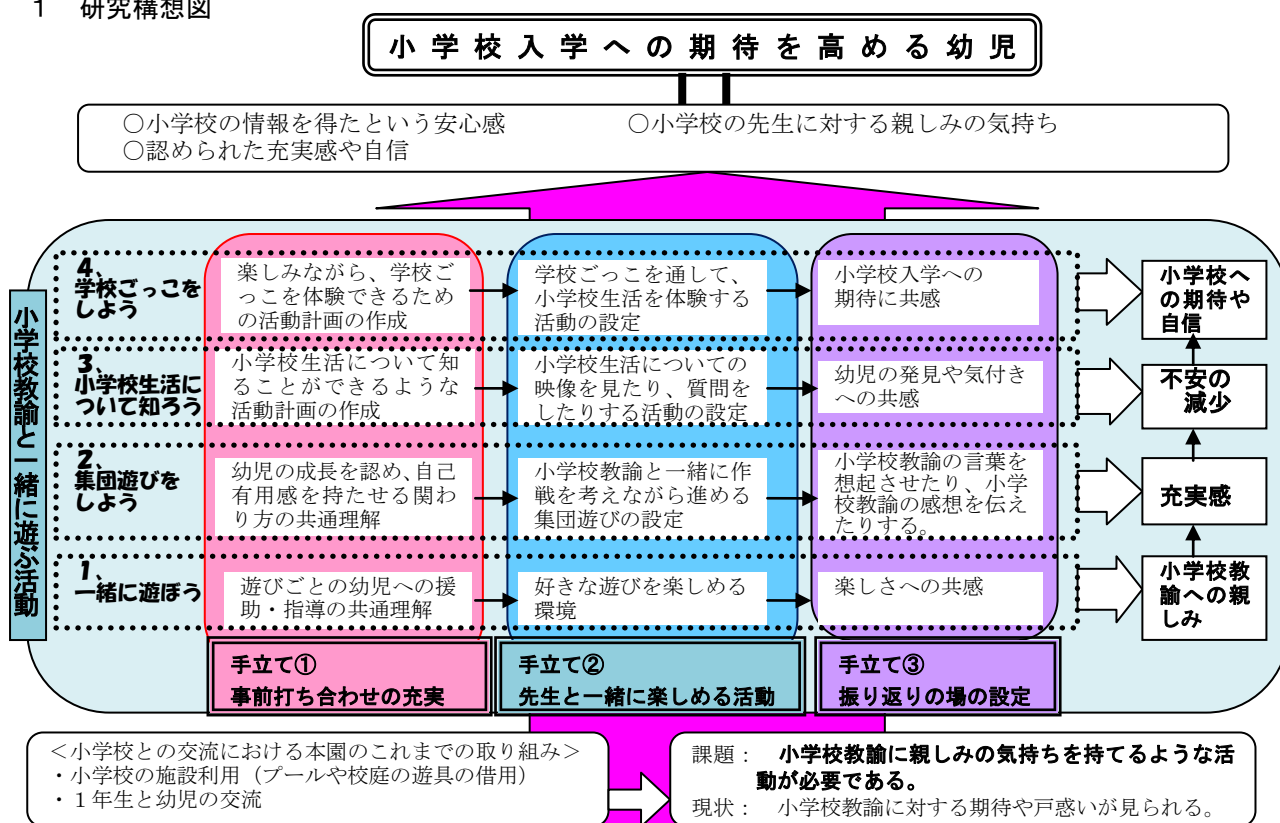 1 研究構想図
小学校入学への期待を高める幼児
○小学校の情報を得たという安心感 ○小学校の先生に対する親しみの気持ち
○認められた充実感や自信
小学校教諭と一緒に遊ぶ活動
4、
学校ごっこを
しよう
楽しみながら、学校ご
っこを体験できるため
の活動計画の作成
学校ごっこを通して、
小学校生活を体験する
活動の設定
小学校入学への
期待に共感
小学校へ
の期待や
自信
3、
小学校生活に
ついて知ろう
小学校生活について知
ることができるような
活動計画の作成
小学校生活についての
映像を見たり、質問を
したりする活動の設定
幼児の発見や気付き
への共感
不安の
減少
2、
集団遊びを
しよう
幼児の成長を認め、自己
有用感を持たせる関わ
り方の共通理解
小学校教諭と一緒に作
戦を考えながら進める
集団遊びの設定
小学校教諭の言葉を
想起させたり、小学
校教諭の感想を伝え
たりする。
充実感
1、
一緒に遊ぼう
遊びごとの幼児への援
助・指導の共通理解
好きな遊びを楽しめる
環境
楽しさへの共感
小学校教
諭への親
しみ
手立て①
事前打ち合わせの充実
手立て②
先生と一緒に楽しめる活動
手立て③
振り返りの場の設定
＜小学校との交流における本園のこれまでの取り組み＞
・小学校の施設利用（プールや校庭の遊具の借用）
・1年生と幼児の交流
課題： 小学校教諭に親しみの気持ちを持てるような活
動が必要である。
現状： 小学校教諭に対する期待や戸惑いが見られる。